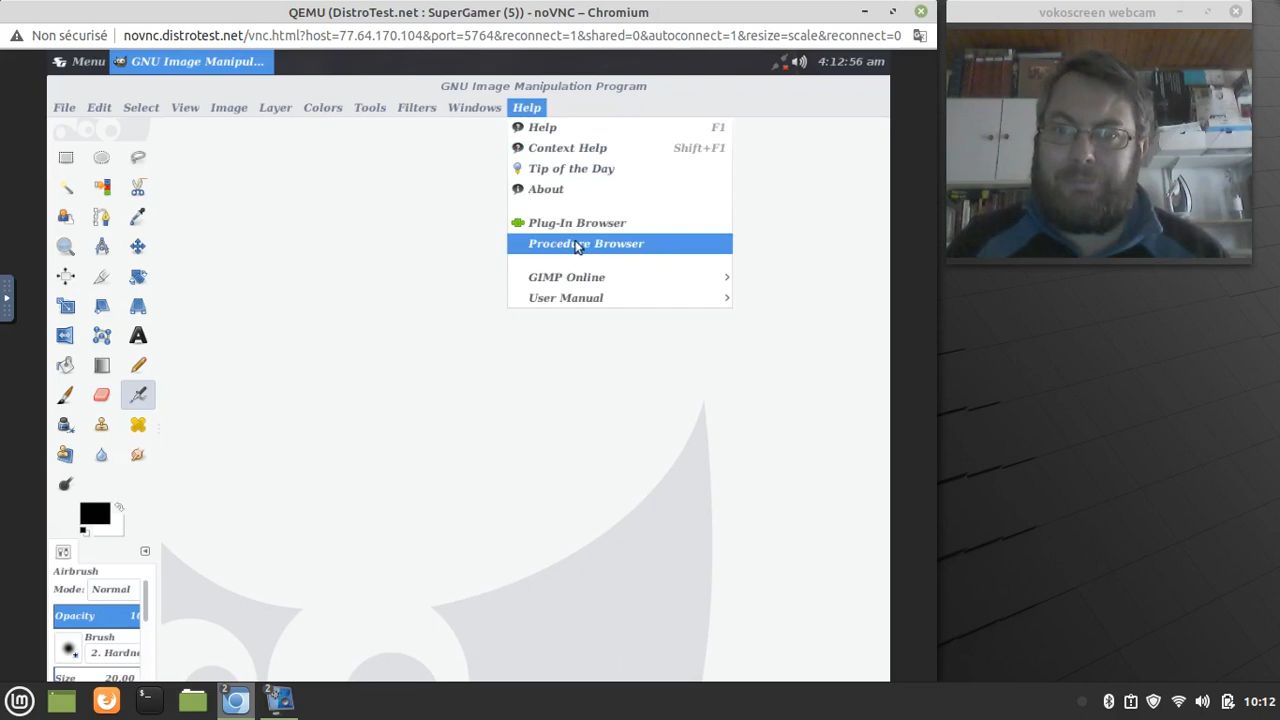 QEMU (DistroTest.net : SuperGamer (5)) - noVNC – Chromium
vokoscreen webcam
Non sécurisé
novnc.distrotest.net/vnc.html?host=77.64.170.104&port=5764&reconnect=1&shared=0&autoconnect=1&resize=scale&reconnect=0
Menu
GNU Image Manipul...
4:12:56 am
GNU Image Manipulation Program
File Edit Select View Image Layer Colors Tools Filters Windows Help
Help F1
Context Help Shift+F1
Tip of the Day
About
Plug-In Browser
Procedure Browser
GIMP Online
User Manual
Airbrush
Mode: Normal
Opacity 10
Brush
2. Hardne
Size 20.00
2 2
10:12